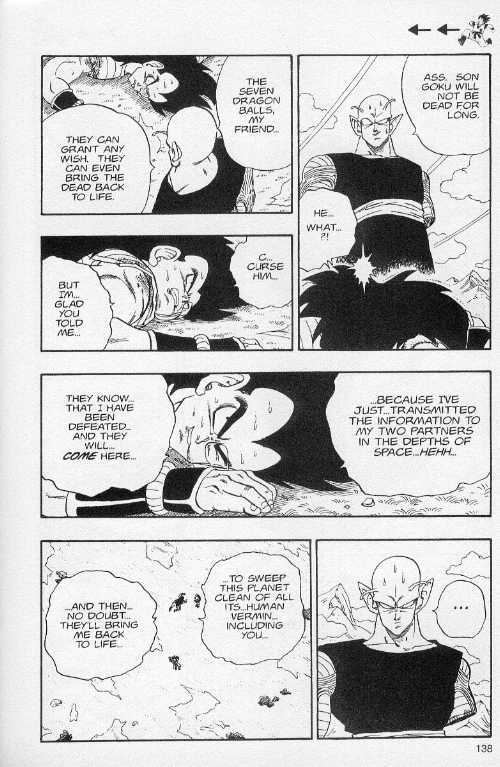 ASS. SON
GOKU WILL
NOT BE
DEAD FOR
LONG.
HE...
WHAT...
?!
THE
SEVEN
DRAGON
BALLS,
MY
FRIEND...
THEY CAN
GRANT ANY
WISH. THEY
CAN EVEN
BRING THE
DEAD BACK
TO LIFE.
C...
CURSE
HIM...
BUT
I'M...
GLAD
YOU
TOLD
ME...
...BECAUSE I'VE
JUST...TRANSMITTED
THE INFORMATION TO
MY TWO PARTNERS
IN THE DEPTHS OF
SPACE...HEHH...
THEY KNOW...
THAT I HAVE
BEEN
DEFEATED...
AND THEY
WILL...
COME HERE...
...
...TO SWEEP
THIS PLANET
CLEAN OF ALL
ITS...HUMAN
VERMIN...
INCLUDING
YOU...
...AND THEN...
NO DOUBT...
THEY'LL BRING
ME BACK
TO LIFE...
138